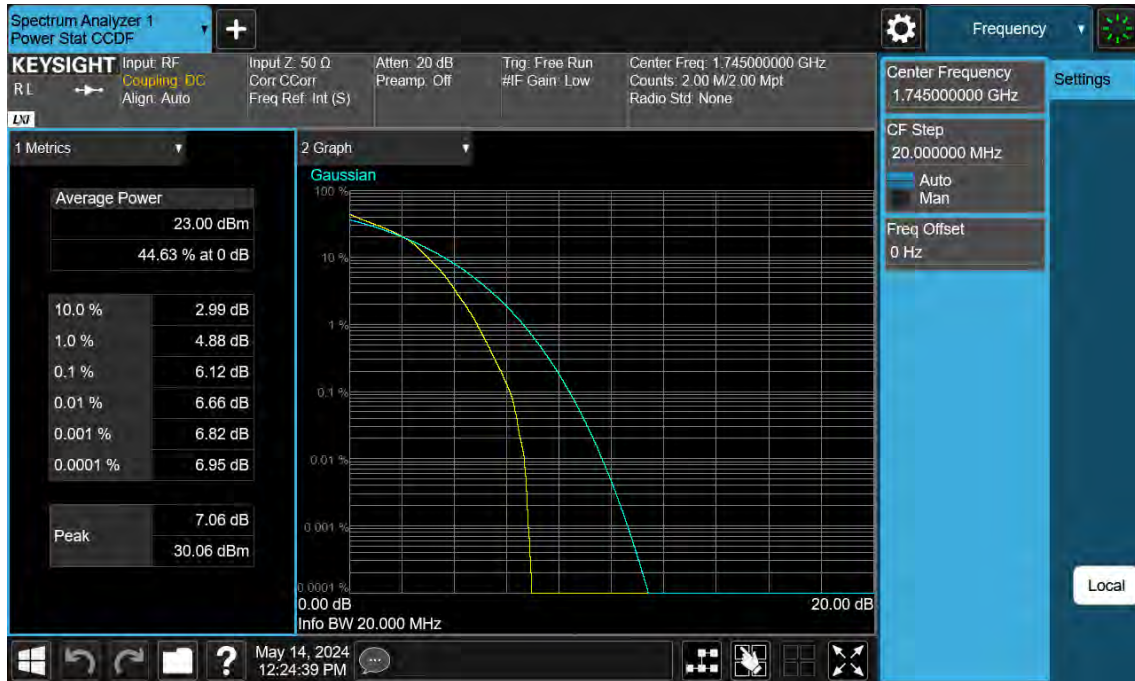 Spectrum Analyzer 1
Power Stat CCDF
Frequency
KEYSIGHT
RL
LXI
Input: RF
Coupling: DC
Align: Auto
Input Z: 50 Ω
Corr CCorr
Freq Ref: Int (S)
Atten: 20 dB
Preamp: Off
Trig: Free Run
#IF Gain: Low
Center Freq: 1.745000000 GHz
Counts: 2.00 M/2.00 Mpt
Radio Std: None
Center Frequency
1.745000000 GHz
Settings
CF Step
20.000000 MHz
Auto
Man
Freq Offset
0 Hz
1 Metrics
Average Power
23.00 dBm
44.63 % at 0 dB
10.0 % 2.99 dB
1.0 % 4.88 dB
0.1 % 6.12 dB
0.01 % 6.66 dB
0.001 % 6.82 dB
0.0001 % 6.95 dB
Peak
7.06 dB
30.06 dBm
2 Graph
Gaussian
100 %
10 %
1 %
0.1 %
0.01 %
0.001 %
0.0001 %
0.00 dB 20.00 dB
Info BW 20.000 MHz
Local
?
May 14, 2024
12:24:39 PM